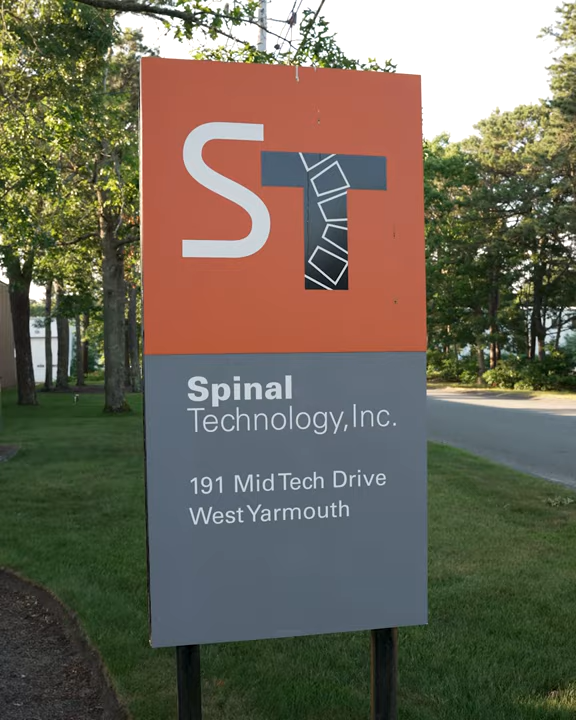 ST
Spinal
Technology, Inc.
191 Mid Tech Drive
West Yarmouth